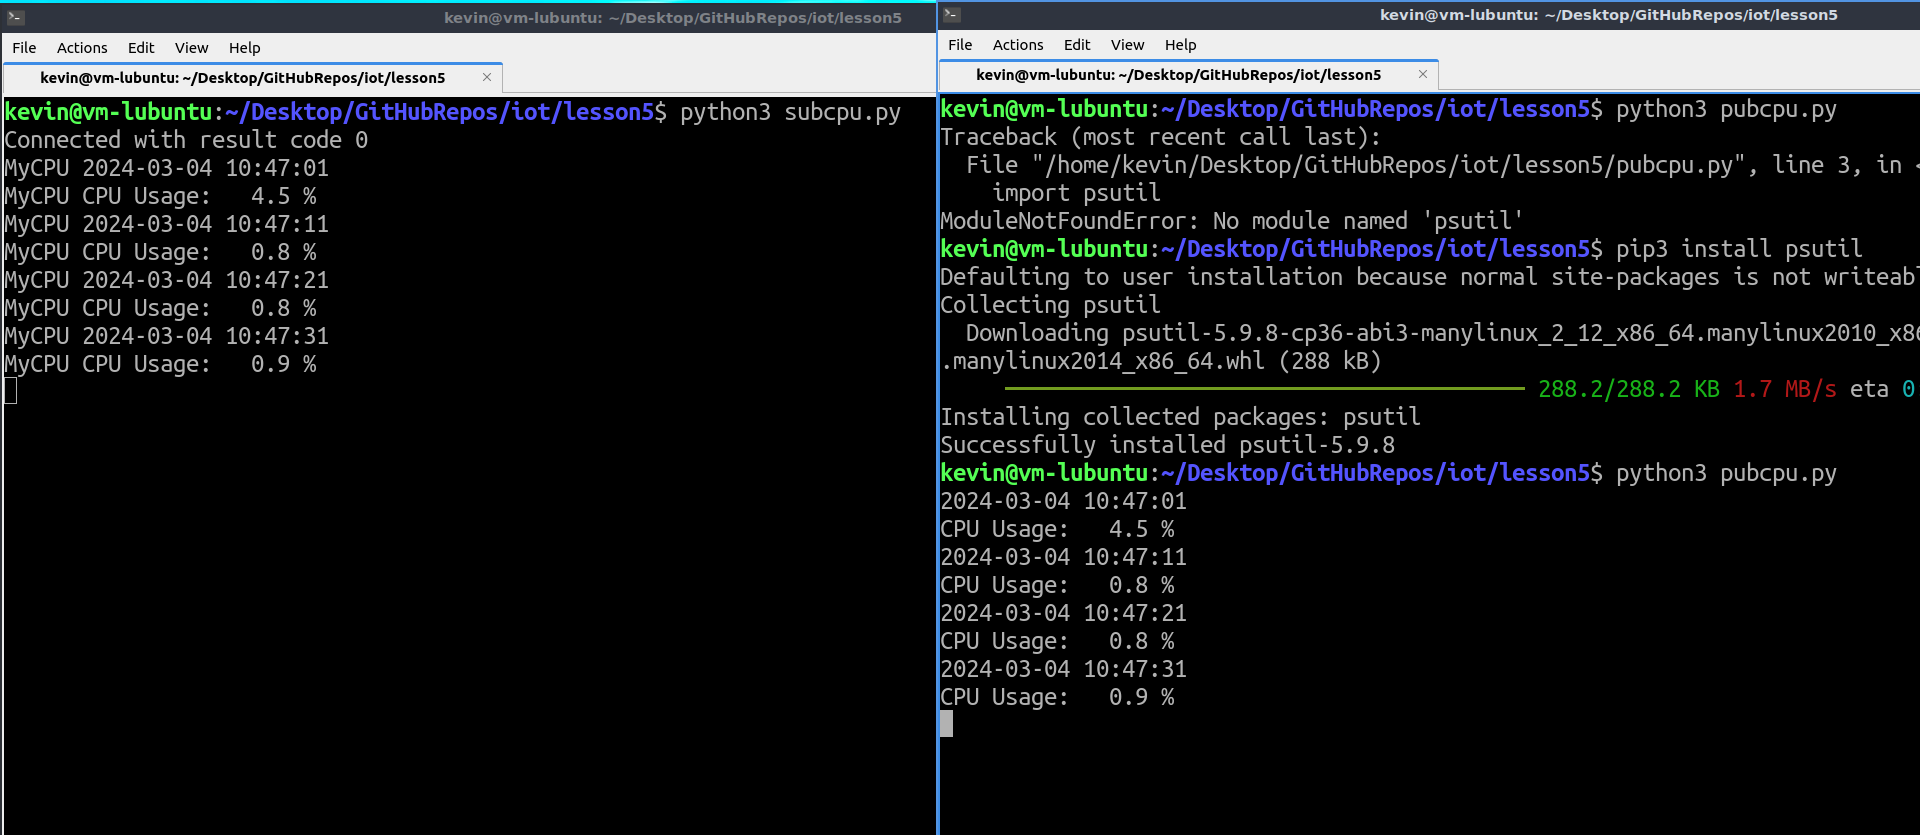 kevin@vm-lubuntu: ~/Desktop/GitHubRepos/iot/lesson5
File Actions Edit View Help
kevin@vm-lubuntu: ~/Desktop/GitHubRepos/iot/lesson5
kevin@vm-lubuntu:~/Desktop/GitHubRepos/iot/lesson5$ python3 subcpu.py
Connected with result code 0
MyCPU 2024-03-04 10:47:01
MyCPU CPU Usage:   4.5 %
MyCPU 2024-03-04 10:47:11
MyCPU CPU Usage:   0.8 %
MyCPU 2024-03-04 10:47:21
MyCPU CPU Usage:   0.8 %
MyCPU 2024-03-04 10:47:31
MyCPU CPU Usage:   0.9 %
kevin@vm-lubuntu: ~/Desktop/GitHubRepos/iot/lesson5
File Actions Edit View Help
kevin@vm-lubuntu: ~/Desktop/GitHubRepos/iot/lesson5
kevin@vm-lubuntu:~/Desktop/GitHubRepos/iot/lesson5$ python3 pubcpu.py
Traceback (most recent call last):
  File "/home/kevin/Desktop/GitHubRepos/iot/lesson5/pubcpu.py", line 3, in <
    import psutil
ModuleNotFoundError: No module named 'psutil'
kevin@vm-lubuntu:~/Desktop/GitHubRepos/iot/lesson5$ pip3 install psutil
Defaulting to user installation because normal site-packages is not writeabl
Collecting psutil
  Downloading psutil-5.9.8-cp36-abi3-manylinux_2_12_x86_64.manylinux2010_x86
.manylinux2014_x86_64.whl (288 kB)
288.2/288.2 KB 1.7 MB/s eta 0
Installing collected packages: psutil
Successfully installed psutil-5.9.8
kevin@vm-lubuntu:~/Desktop/GitHubRepos/iot/lesson5$ python3 pubcpu.py
2024-03-04 10:47:01
CPU Usage:   4.5 %
2024-03-04 10:47:11
CPU Usage:   0.8 %
2024-03-04 10:47:21
CPU Usage:   0.8 %
2024-03-04 10:47:31
CPU Usage:   0.9 %